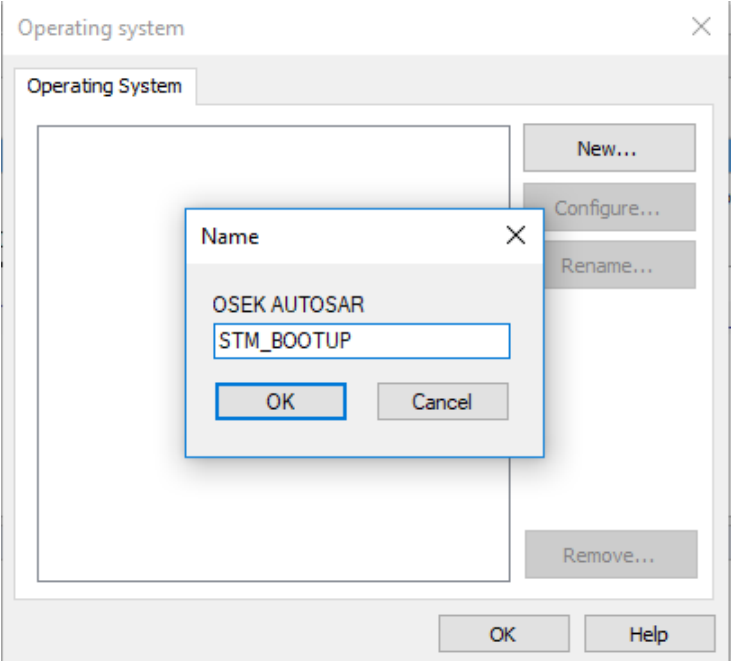 Operating system
Operating System
New...
Configure...
Rename...
Name
OSEK AUTOSAR
STM_BOOTUP
OK
Cancel
Remove...
OK
Help